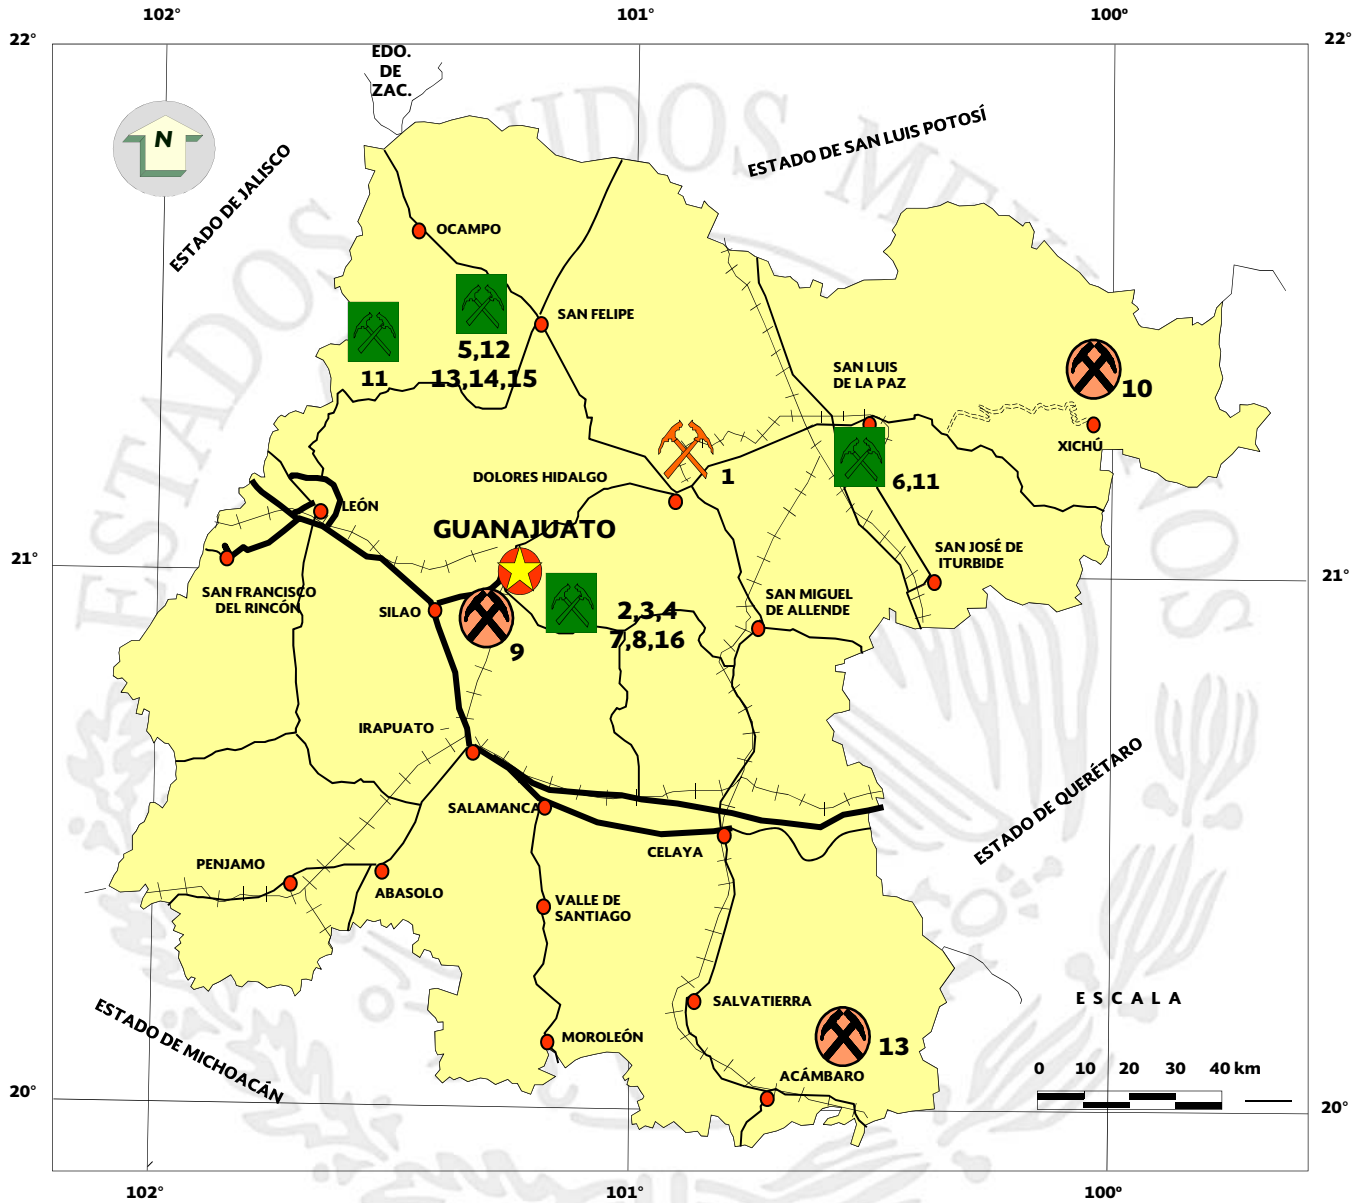 102°
101°
100°
22°
22°
EDO.
DE
ZAC.
N
ESTADO DE JALISCO
ESTADO DE SAN LUIS POTOSÍ
ESTADOS UNIDOS MEXICANOS
OCAMPO
SAN FELIPE
5,12
13,14,15
11
SAN LUIS
DE LA PAZ
10
XICHÚ
DOLORES HIDALGO
1
6,11
LEÓN
GUANAJUATO
SAN JOSÉ DE
ITURBIDE
21°
21°
SAN FRANCISCO
DEL RINCÓN
SILAO
9
2,3,4
7,8,16
SAN MIGUEL
DE ALLENDE
IRAPUATO
SALAMANCA
CELAYA
ESTADO DE QUERÉTARO
PENJAMO
ABASOLO
VALLE DE
SANTIAGO
ESTADO DE MICHOACÁN
SALVATIERRA
MOROLEÓN
13
ACÁMBARO
ESCALA
0 10 20 30 40 km
20°
20°
102°
101°
100°